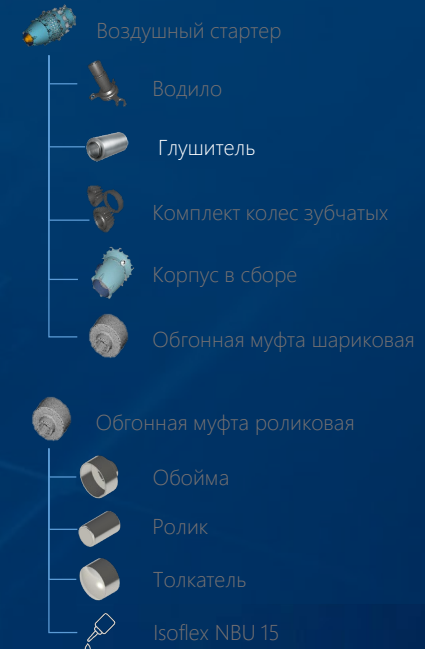 Воздушный стартер
Водило
Глушитель
Комплект колес зубчатых
Корпус в сборе
Обгонная муфта шариковая
Обгонная муфта роликовая
Обойма
Ролик
Толкатель
Isoflex NBU 15